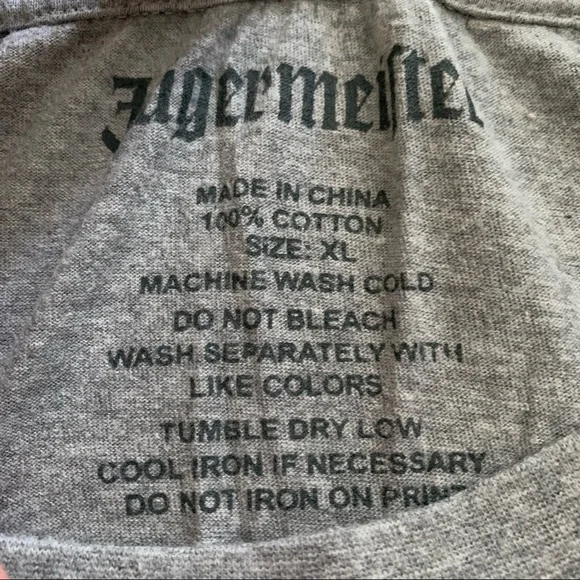 Jägermeister
MADE IN CHINA
100% COTTON
SIZE: XL
MACHINE WASH COLD
DO NOT BLEACH
WASH SEPARATELY WITH
LIKE COLORS
TUMBLE DRY LOW
COOL IRON IF NECESSARY
DO NOT IRON ON PRINT